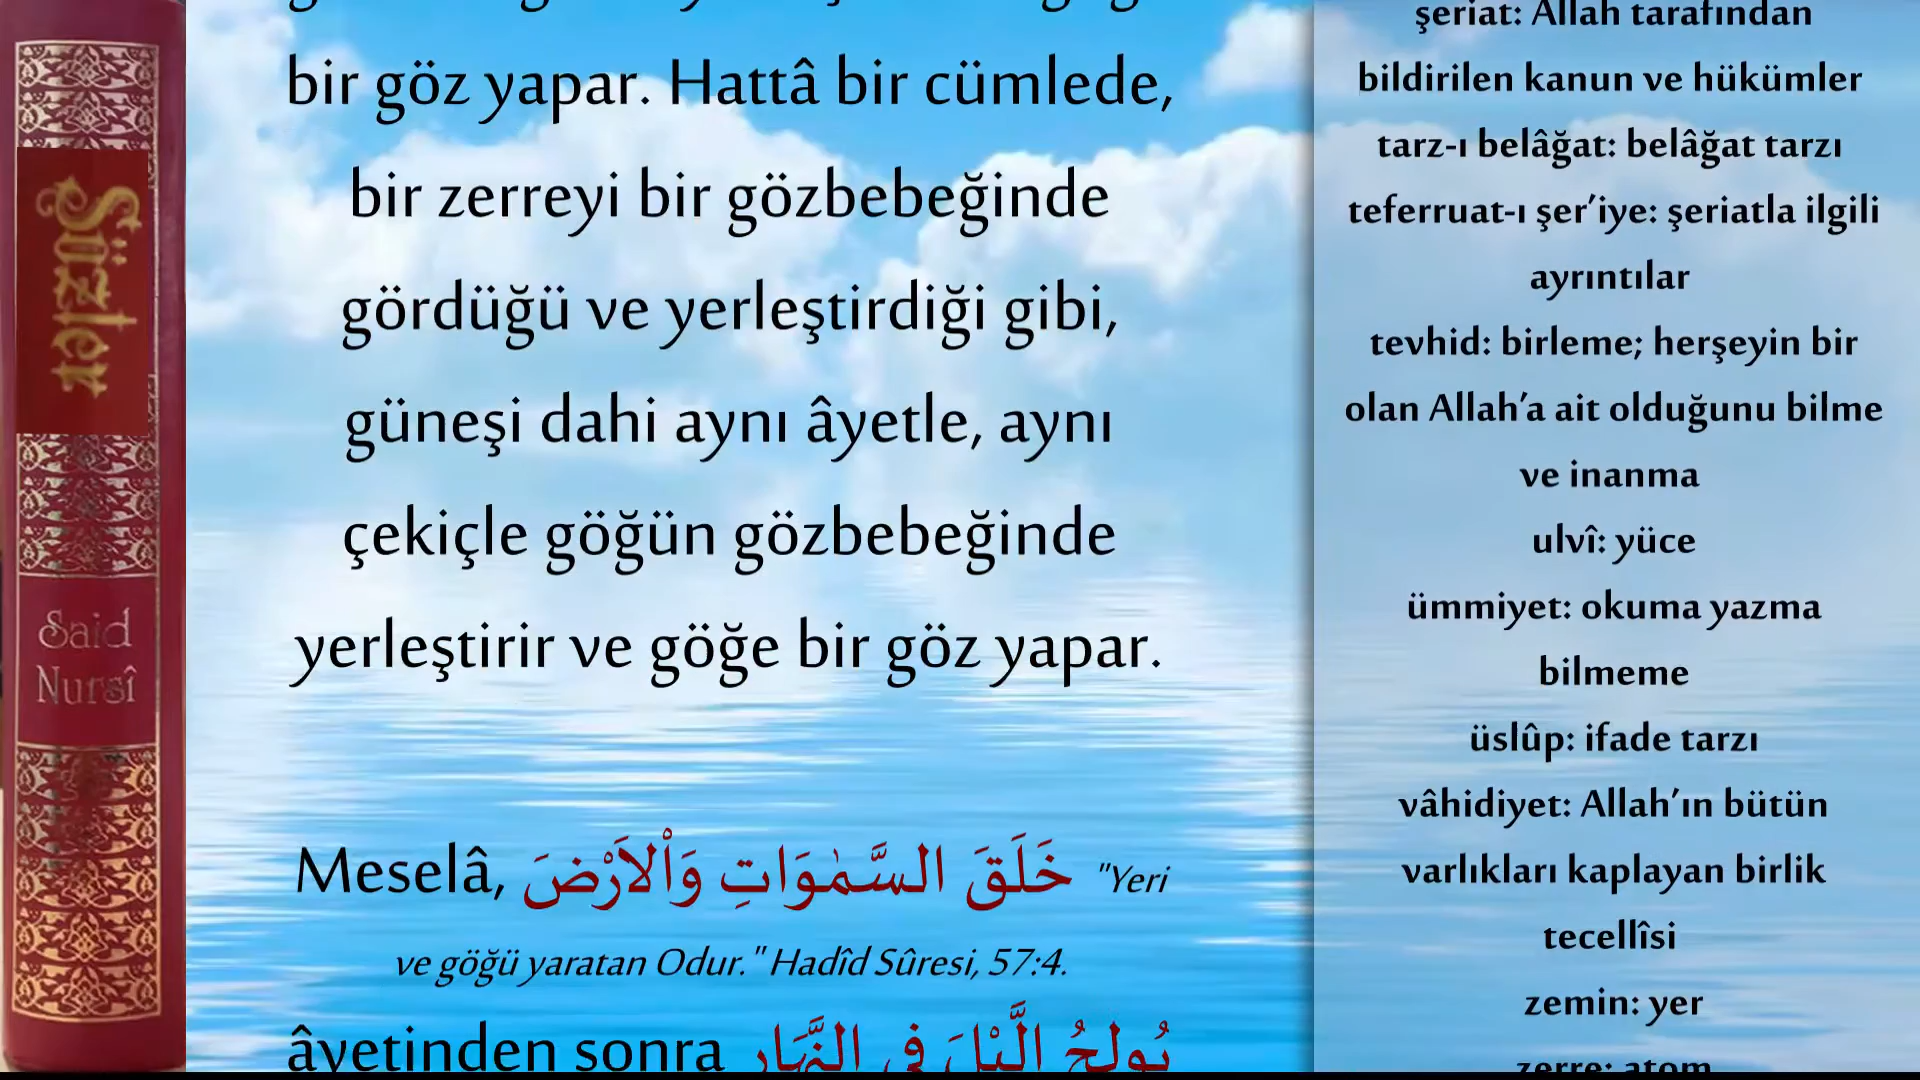 Sözler
Said
Nursî
bir göz yapar. Hattâ bir cümlede,
bir zerreyi bir gözbebeğinde
gördüğü ve yerleştirdiği gibi,
güneşi dahi aynı âyetle, aynı
çekiçle göğün gözbebeğinde
yerleştirir ve göğe bir göz yapar.
Meselâ, خَلَقَ السَّمٰوَاتِ وَاْلاَرْضَ "Yeri
ve göğü yaratan Odur." Hadîd Sûresi, 57:4.
âyetinden sonra يُولِجُ الَّيْلَ فِى النَّهَارِ
şeriat: Allah tarafından
bildirilen kanun ve hükümler
tarz-ı belâğat: belâğat tarzı
teferruat-ı şer’iye: şeriatla ilgili
ayrıntılar
tevhid: birleme; herşeyin bir
olan Allah’a ait olduğunu bilme
ve inanma
ulvî: yüce
ümmiyet: okuma yazma
bilmeme
üslûp: ifade tarzı
vâhidiyet: Allah’ın bütün
varlıkları kaplayan birlik
tecellîsi
zemin: yer
zerre: atom